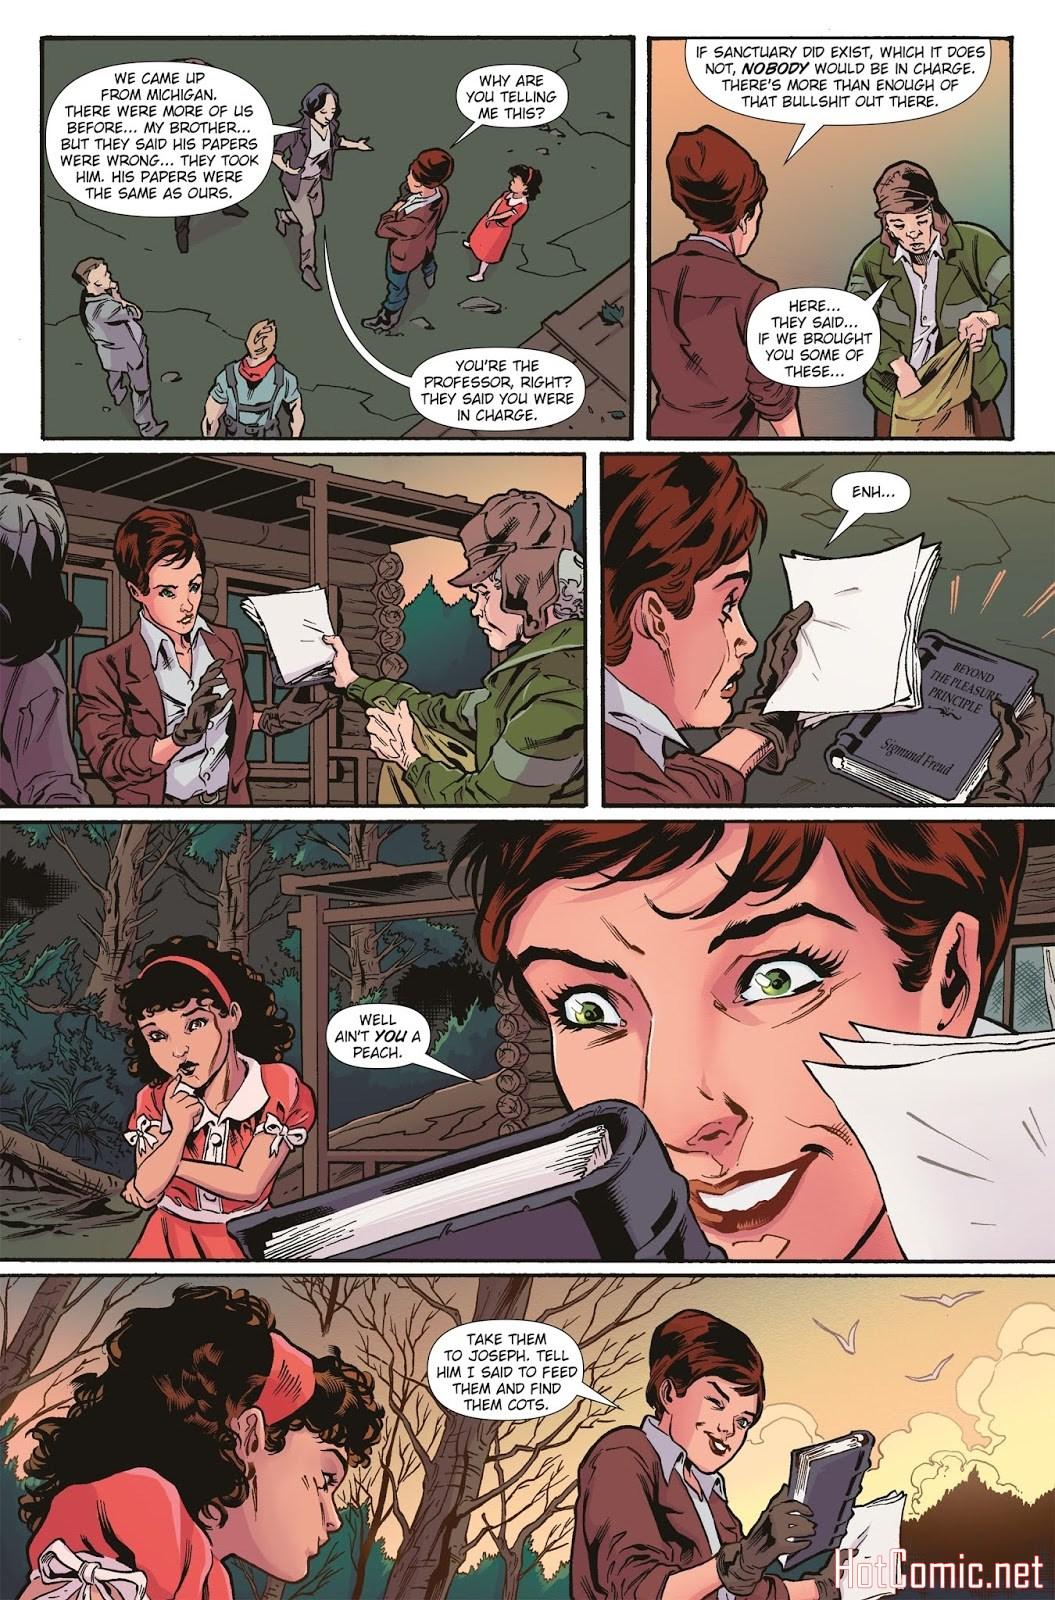 WE CAME UP
FROM MICHIGAN.
THERE WERE MORE OF US
BEFORE... MY BROTHER...
BUT THEY SAID HIS PAPERS
WERE WRONG... THEY TOOK
HIM. HIS PAPERS WERE
THE SAME AS OURS.
WHY ARE
YOU TELLING
ME THIS?
YOU'RE THE
PROFESSOR, RIGHT?
THEY SAID YOU WERE
IN CHARGE.
IF SANCTUARY DID EXIST, WHICH IT DOES
NOT, NOBODY WOULD BE IN CHARGE.
THERE'S MORE THAN ENOUGH OF
THAT BULLSHIT OUT THERE.
HERE...
THEY SAID...
IF WE BROUGHT
YOU SOME OF
THESE...
ENH...
BEYOND
THE PLEASURE
PRINCIPLE
Sigmund Freud
WELL
AIN'T YOU A
PEACH.
TAKE THEM
TO JOSEPH. TELL
HIM I SAID TO FEED
THEM AND FIND
THEM COTS.
HotComic.net